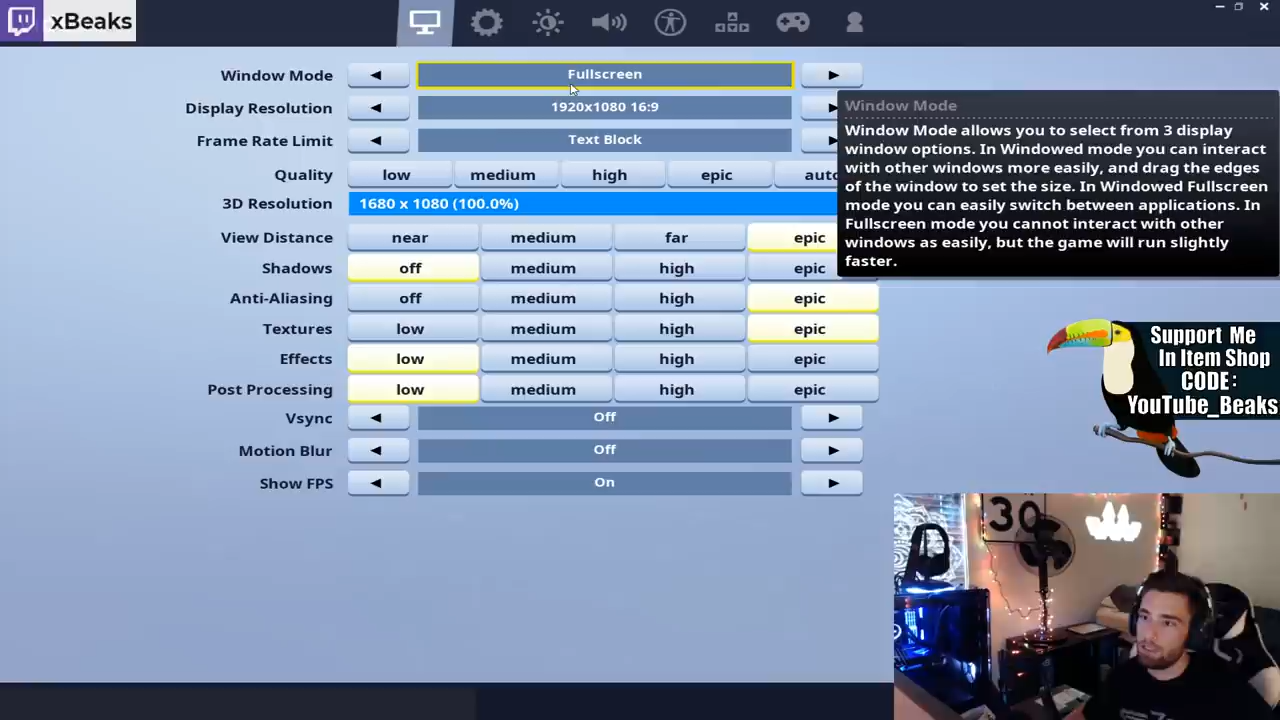 xBeaks
Window Mode
Fullscreen
Display Resolution
1920x1080 16:9
Frame Rate Limit
Text Block
Quality
low medium high epic auto
3D Resolution
1680 x 1080 (100.0%)
View Distance
near medium far epic
Shadows
off medium high epic
Anti-Aliasing
off medium high epic
Textures
low medium high epic
Effects
low medium high epic
Post Processing
low medium high epic
Vsync
Off
Motion Blur
Off
Show FPS
On
Window Mode
Window Mode allows you to select from 3 display
window options. In Windowed mode you can interact
with other windows more easily, and drag the edges
of the window to set the size. In Windowed Fullscreen
mode you can easily switch between applications. In
Fullscreen mode you cannot interact with other
windows as easily, but the game will run slightly
faster.
Support Me
In Item Shop
CODE:
YouTube_Beaks
30